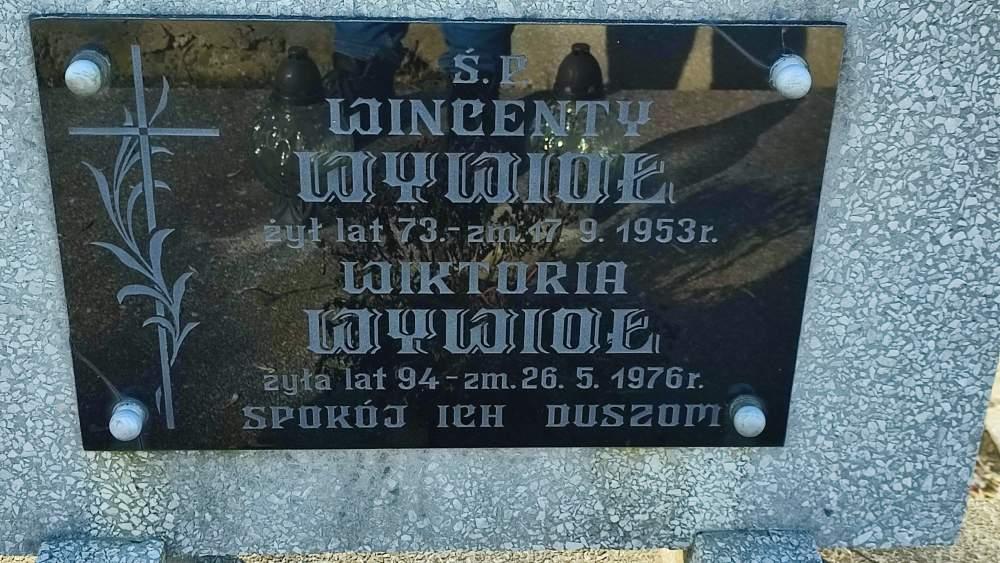 Ś.P.
WINCENTY
WYWIOŁ
żył lat 73.-zm. 17. 9. 1953r.
WIKTORIA
WYWIOŁ
żyła lat 94-zm. 26. 5. 1976r.
SPOKÓJ ICH DUSZOM